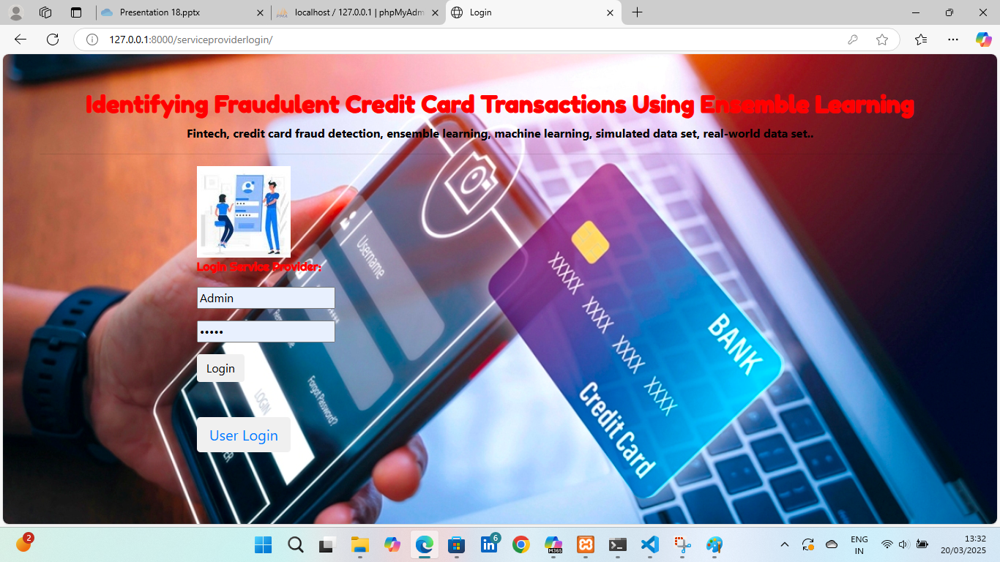 Presentation 18.pptx
localhost / 127.0.0.1 | phpMyAdm
Login
127.0.0.1:8000/serviceproviderlogin/
Identifying Fraudulent Credit Card Transactions Using Ensemble Learning
Fintech, credit card fraud detection, ensemble learning, machine learning, simulated data set, real-world data set..
Login Service Provider:
Admin
•••••
Login
User Login
Username
Forgot Password?
LOGIN
XXXXX XXXX XXXX XXXX
BANK
Credit Card
2
6
M365
ENG
IN
13:32
20/03/2025